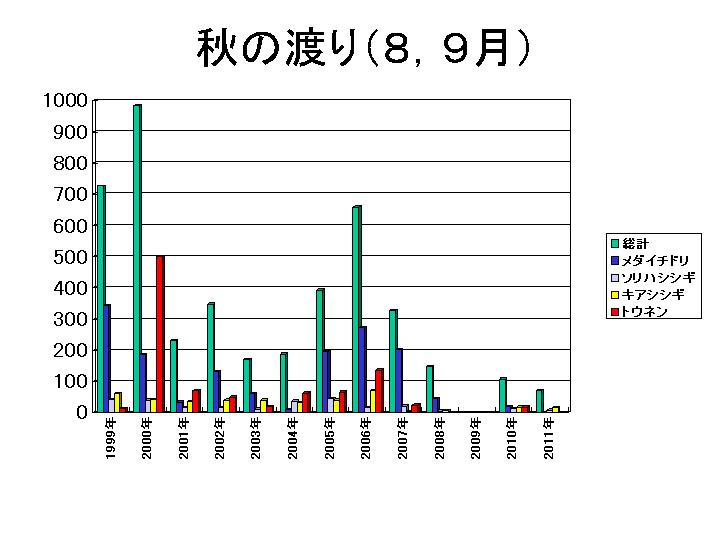 秋の渡り(８，９月)
1000
900
800
700
600
500
400
300
200
100
0
1999年
2000年
2001年
2002年
2003年
2004年
2005年
2006年
2007年
2008年
2009年
2010年
2011年
総計
メダイチドリ
ソリハシシギ
キアシシギ
トウネン